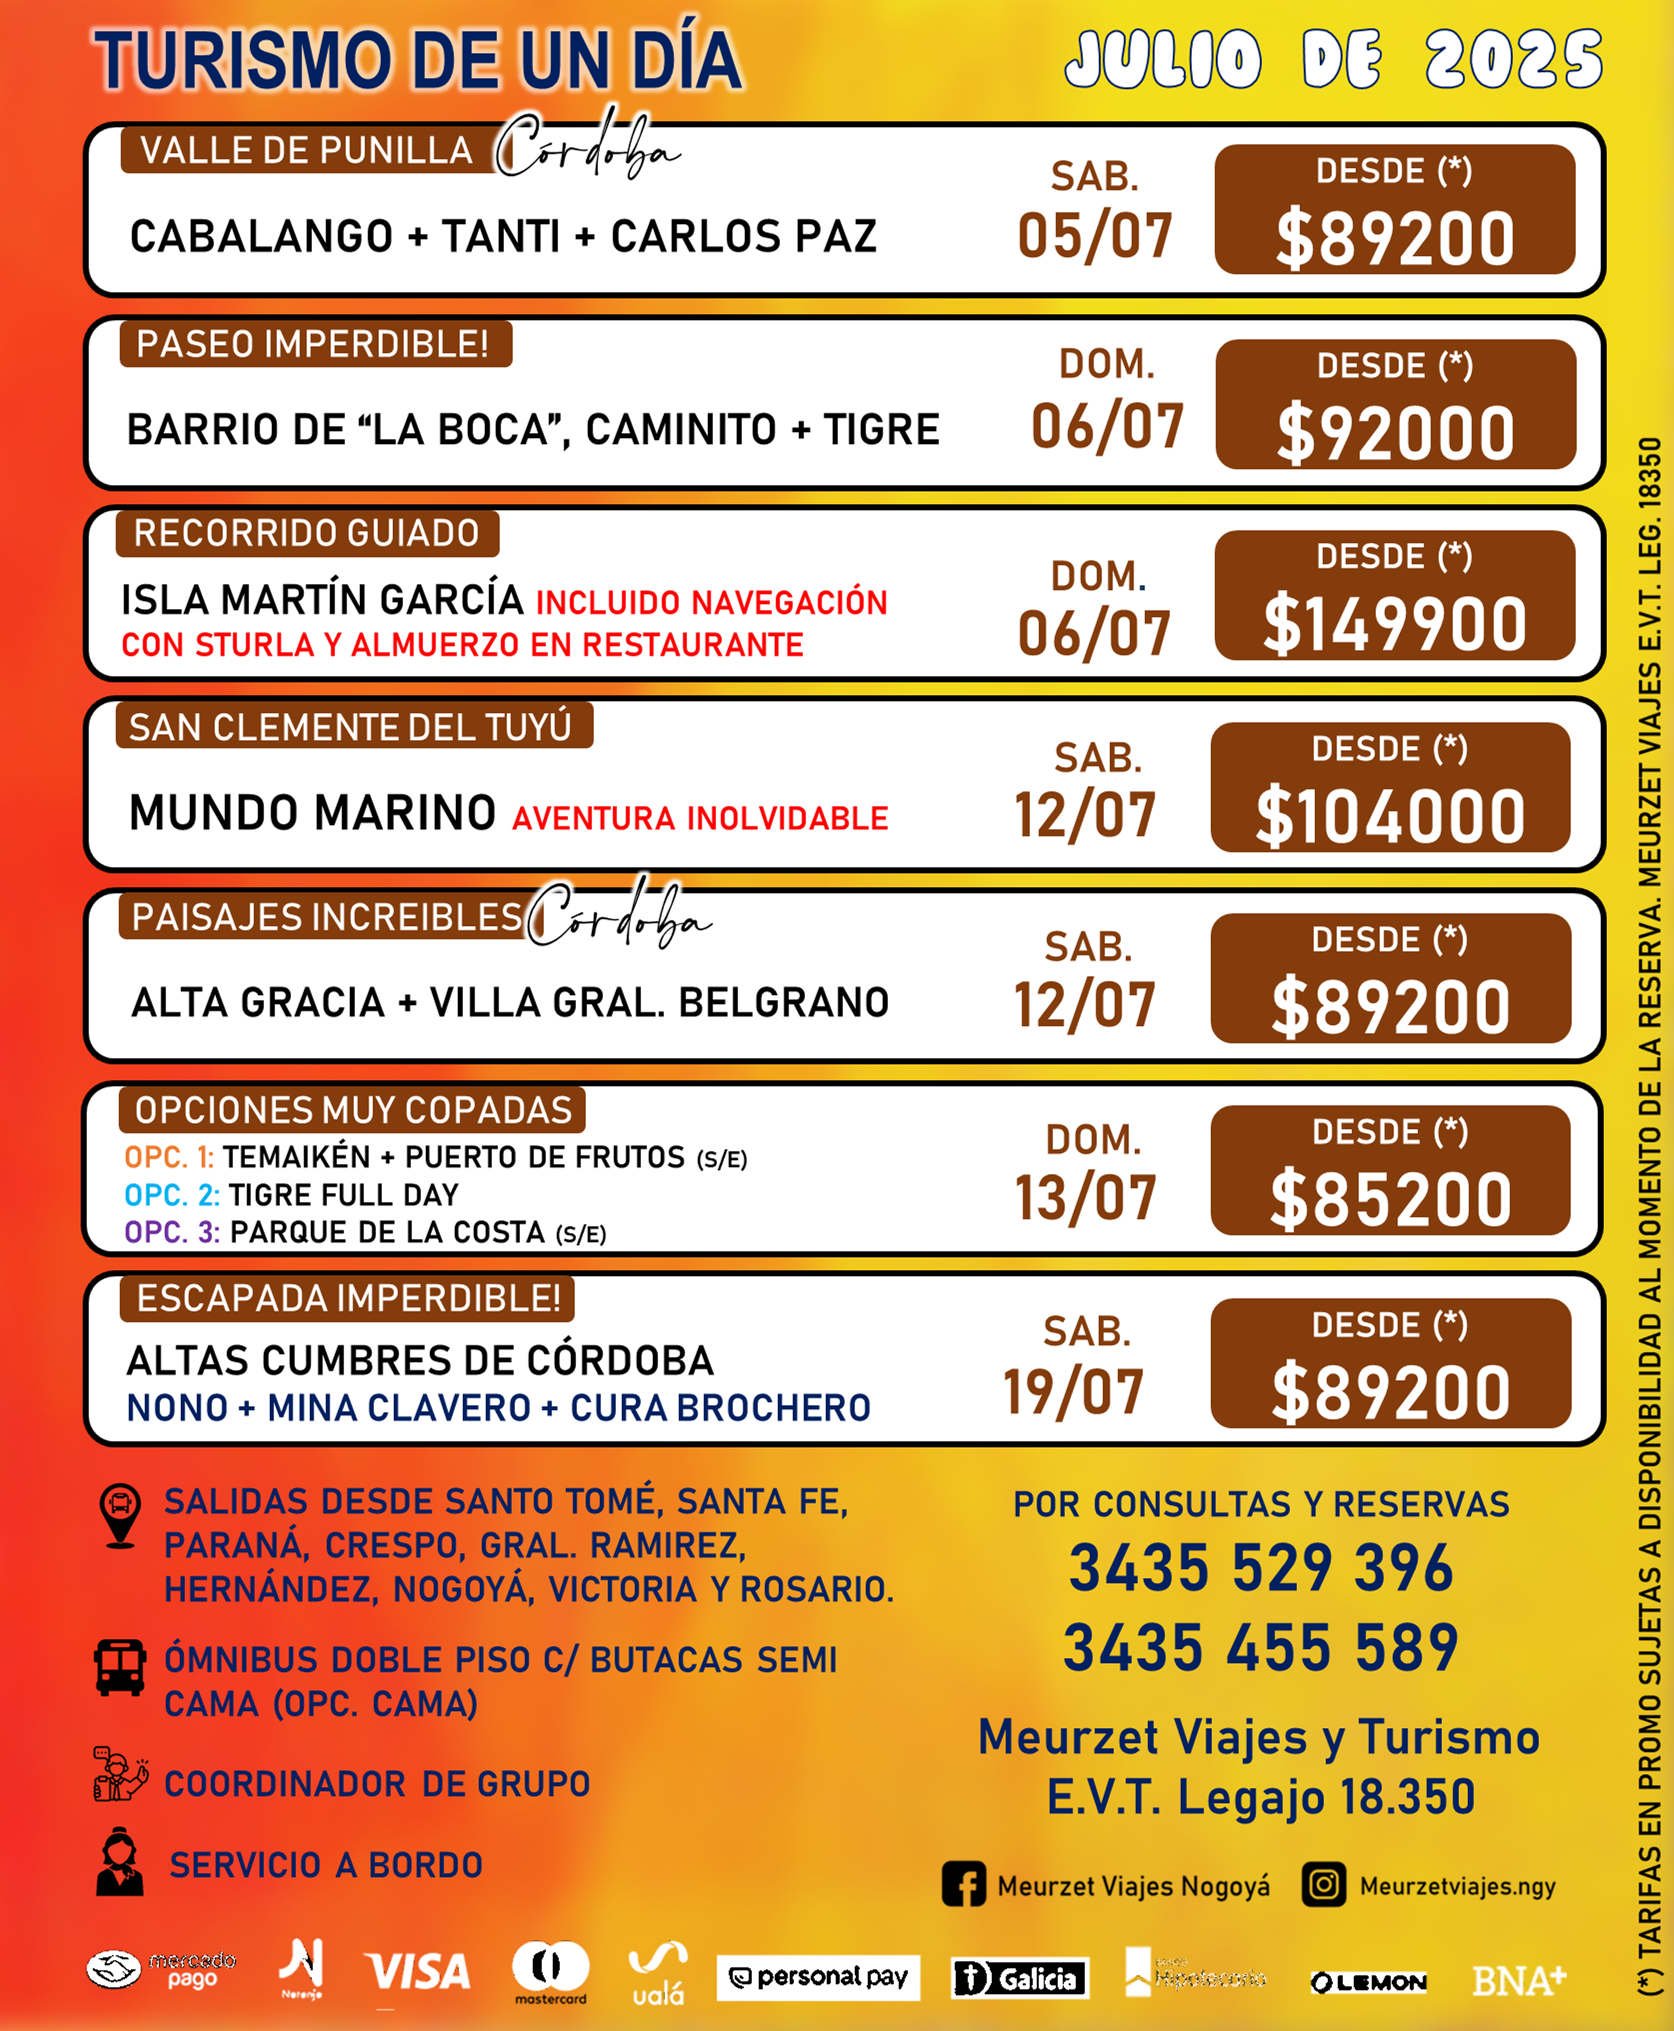 TURISMO DE UN DÍA
JULIO DE 2025
VALLE DE PUNILLA Córdoba
CABALANGO + TANTI + CARLOS PAZ
SAB.
05/07
DESDE (*)
$89200
PASEO IMPERDIBLE!
BARRIO DE “LA BOCA”, CAMINITO + TIGRE
DOM.
06/07
DESDE (*)
$92000
RECORRIDO GUIADO
ISLA MARTÍN GARCÍA INCLUIDO NAVEGACIÓN
CON STURLA Y ALMUERZO EN RESTAURANTE
DOM.
06/07
DESDE (*)
$149900
SAN CLEMENTE DEL TUYÚ
MUNDO MARINO AVENTURA INOLVIDABLE
SAB.
12/07
DESDE (*)
$104000
PAISAJES INCREIBLES Córdoba
ALTA GRACIA + VILLA GRAL. BELGRANO
SAB.
12/07
DESDE (*)
$89200
OPCIONES MUY COPADAS
OPC. 1: TEMAIKÉN + PUERTO DE FRUTOS (S/E)
OPC. 2: TIGRE FULL DAY
OPC. 3: PARQUE DE LA COSTA (S/E)
DOM.
13/07
DESDE (*)
$85200
ESCAPADA IMPERDIBLE!
ALTAS CUMBRES DE CÓRDOBA
NONO + MINA CLAVERO + CURA BROCHERO
SAB.
19/07
DESDE (*)
$89200
SALIDAS DESDE SANTO TOMÉ, SANTA FE,
PARANÁ, CRESPO, GRAL. RAMIREZ,
HERNÁNDEZ, NOGOYÁ, VICTORIA Y ROSARIO.
ÓMNIBUS DOBLE PISO C/ BUTACAS SEMI
CAMA (OPC. CAMA)
COORDINADOR DE GRUPO
SERVICIO A BORDO
POR CONSULTAS Y RESERVAS
3435 529 396
3435 455 589
Meurzet Viajes y Turismo
E.V.T. Legajo 18.350
Meurzet Viajes Nogoyá
Meurzetviajes.ngy
mercado
pago
Naranja
VISA
mastercard
ualá
personal pay
Galicia
Hipotecario
LEMON
BNA+
(*) TARIFAS EN PROMO SUJETAS A DISPONIBILIDAD AL MOMENTO DE LA RESERVA. MEURZET VIAJES E.V.T. LEG. 18350